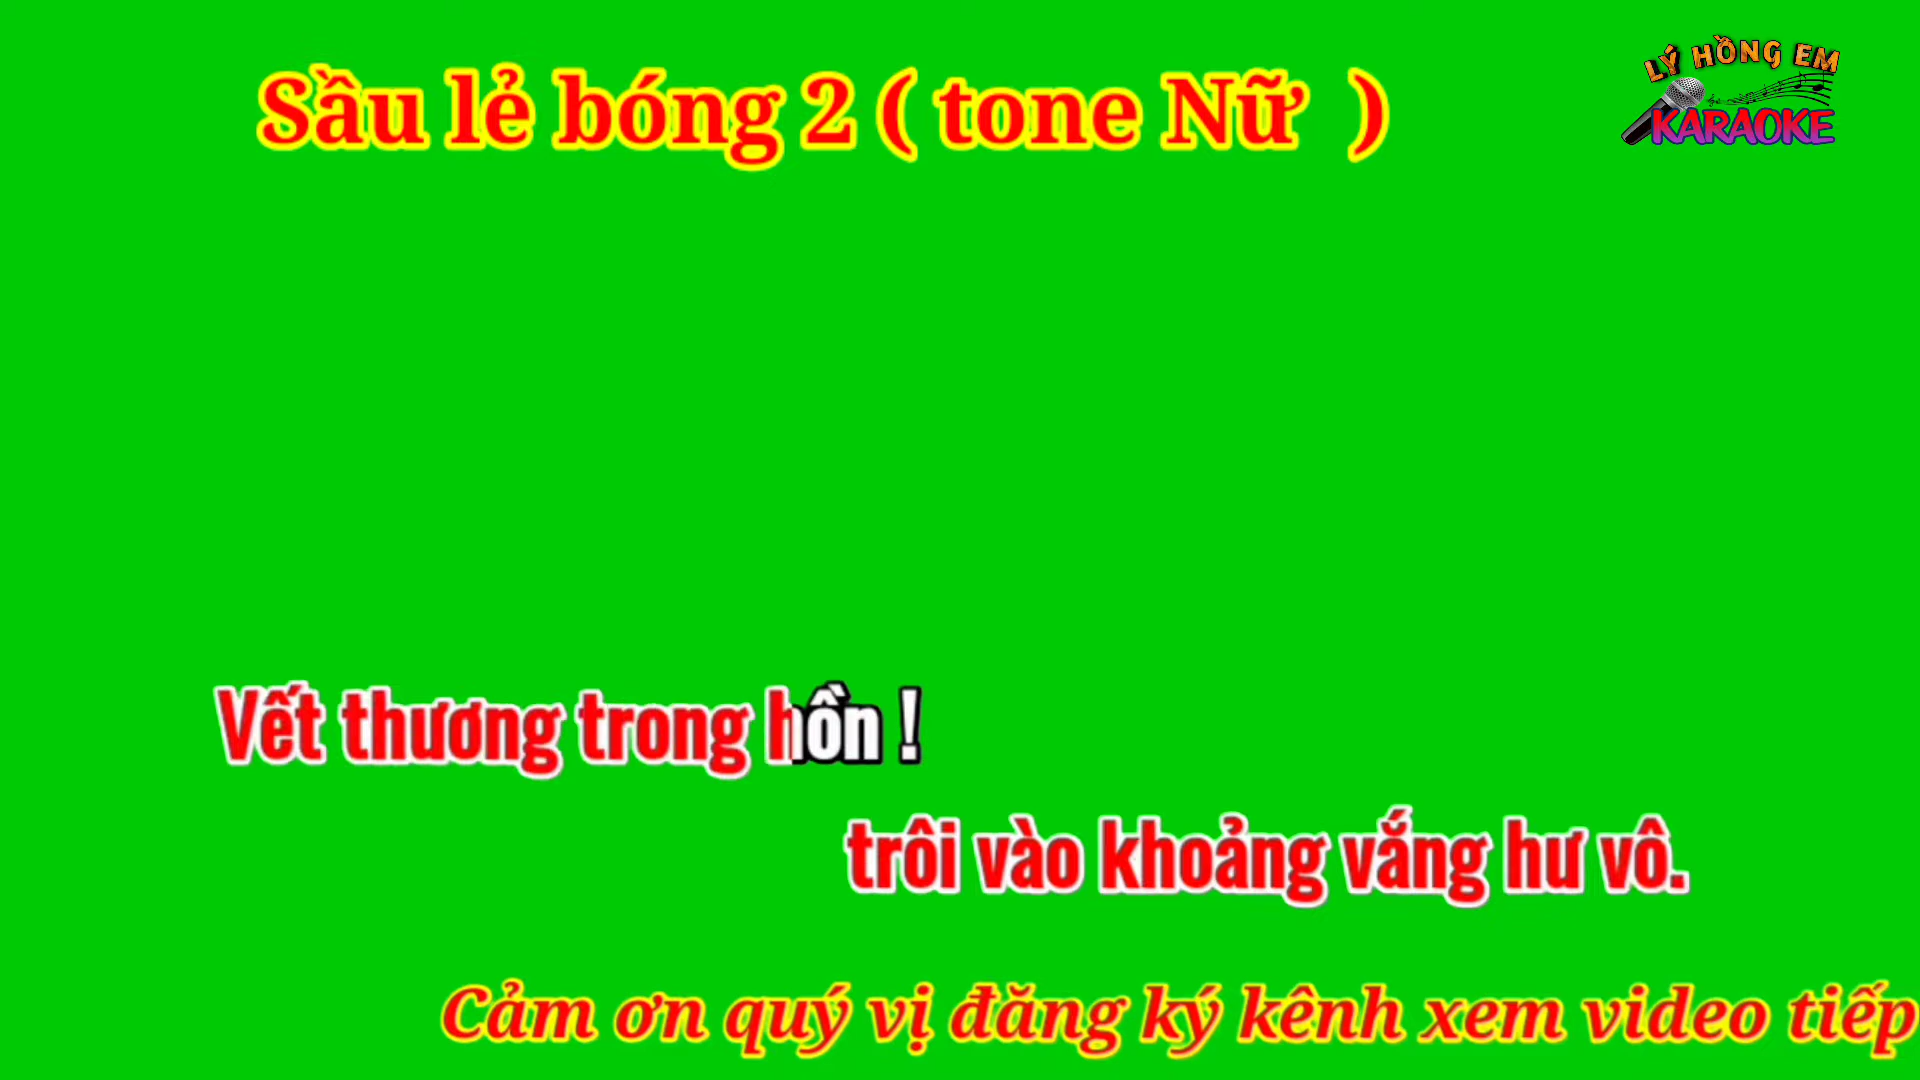 LÝ HỒNG EM
KARAOKE
Sầu lẻ bóng 2 ( tone Nữ )
Vết thương trong hồn !
trôi vào khoảng vắng hư vô.
Cảm ơn quý vị đăng ký kênh xem video tiếp